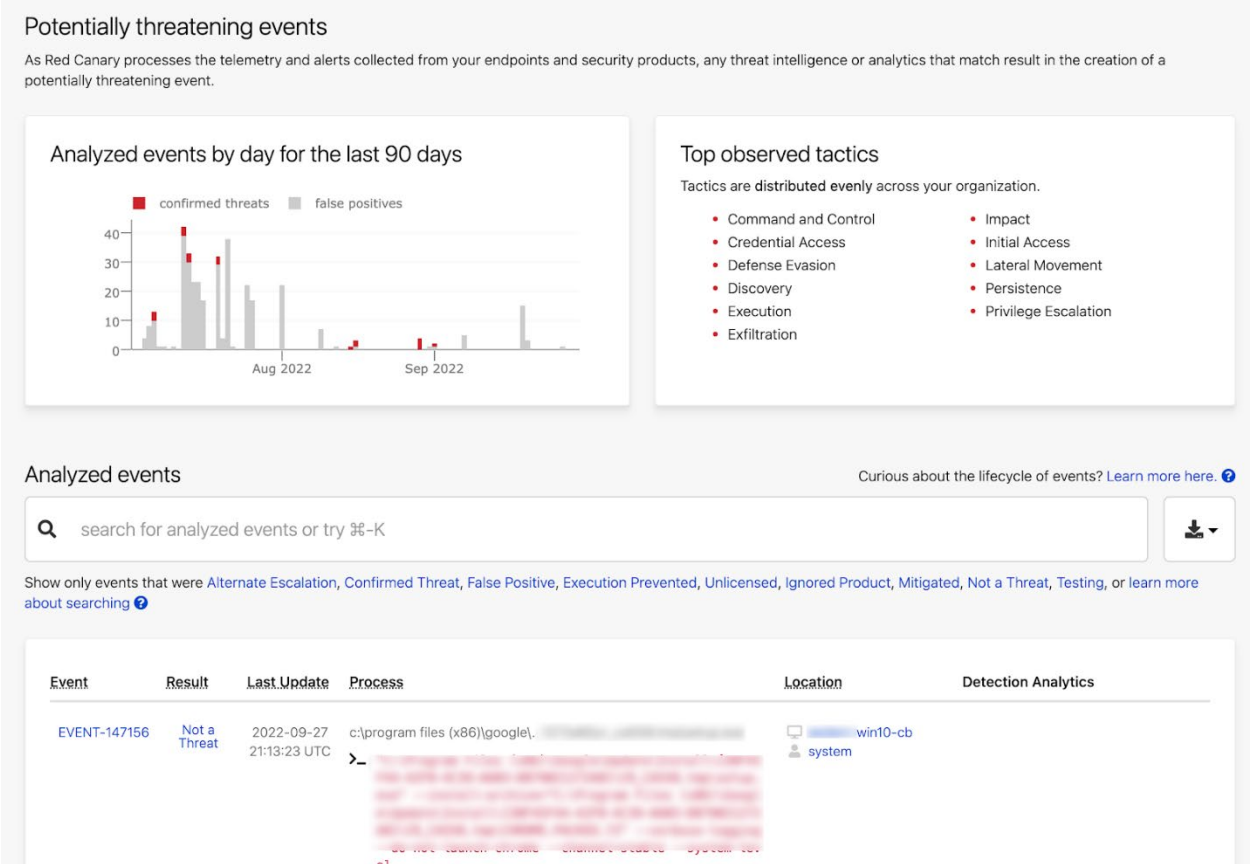 Potentially threatening events
As Red Canary processes the telemetry and alerts collected from your endpoints and security products, any threat intelligence or analytics that match result in the creation of a
potentially threatening event.
Analyzed events by day for the last 90 days
confirmed threats
false positives
40
30
20
10
0
Aug 2022
Sep 2022
Top observed tactics
Tactics are distributed evenly across your organization.
• Command and Control
• Credential Access
• Defense Evasion
• Discovery
• Execution
• Exfiltration
• Impact
• Initial Access
• Lateral Movement
• Persistence
• Privilege Escalation
Analyzed events
Curious about the lifecycle of events? Learn more here. ?
search for analyzed events or try ⌘-K
Show only events that were Alternate Escalation, Confirmed Threat, False Positive, Execution Prevented, Unlicensed, Ignored Product, Mitigated, Not a Threat, Testing, or learn more
about searching ?
Event Result Last Update Process Location Detection Analytics
EVENT-147156
Not a
Threat
2022-09-27
21:13:23 UTC
c:\program files (x86)\google\.
>_
win10-cb
system